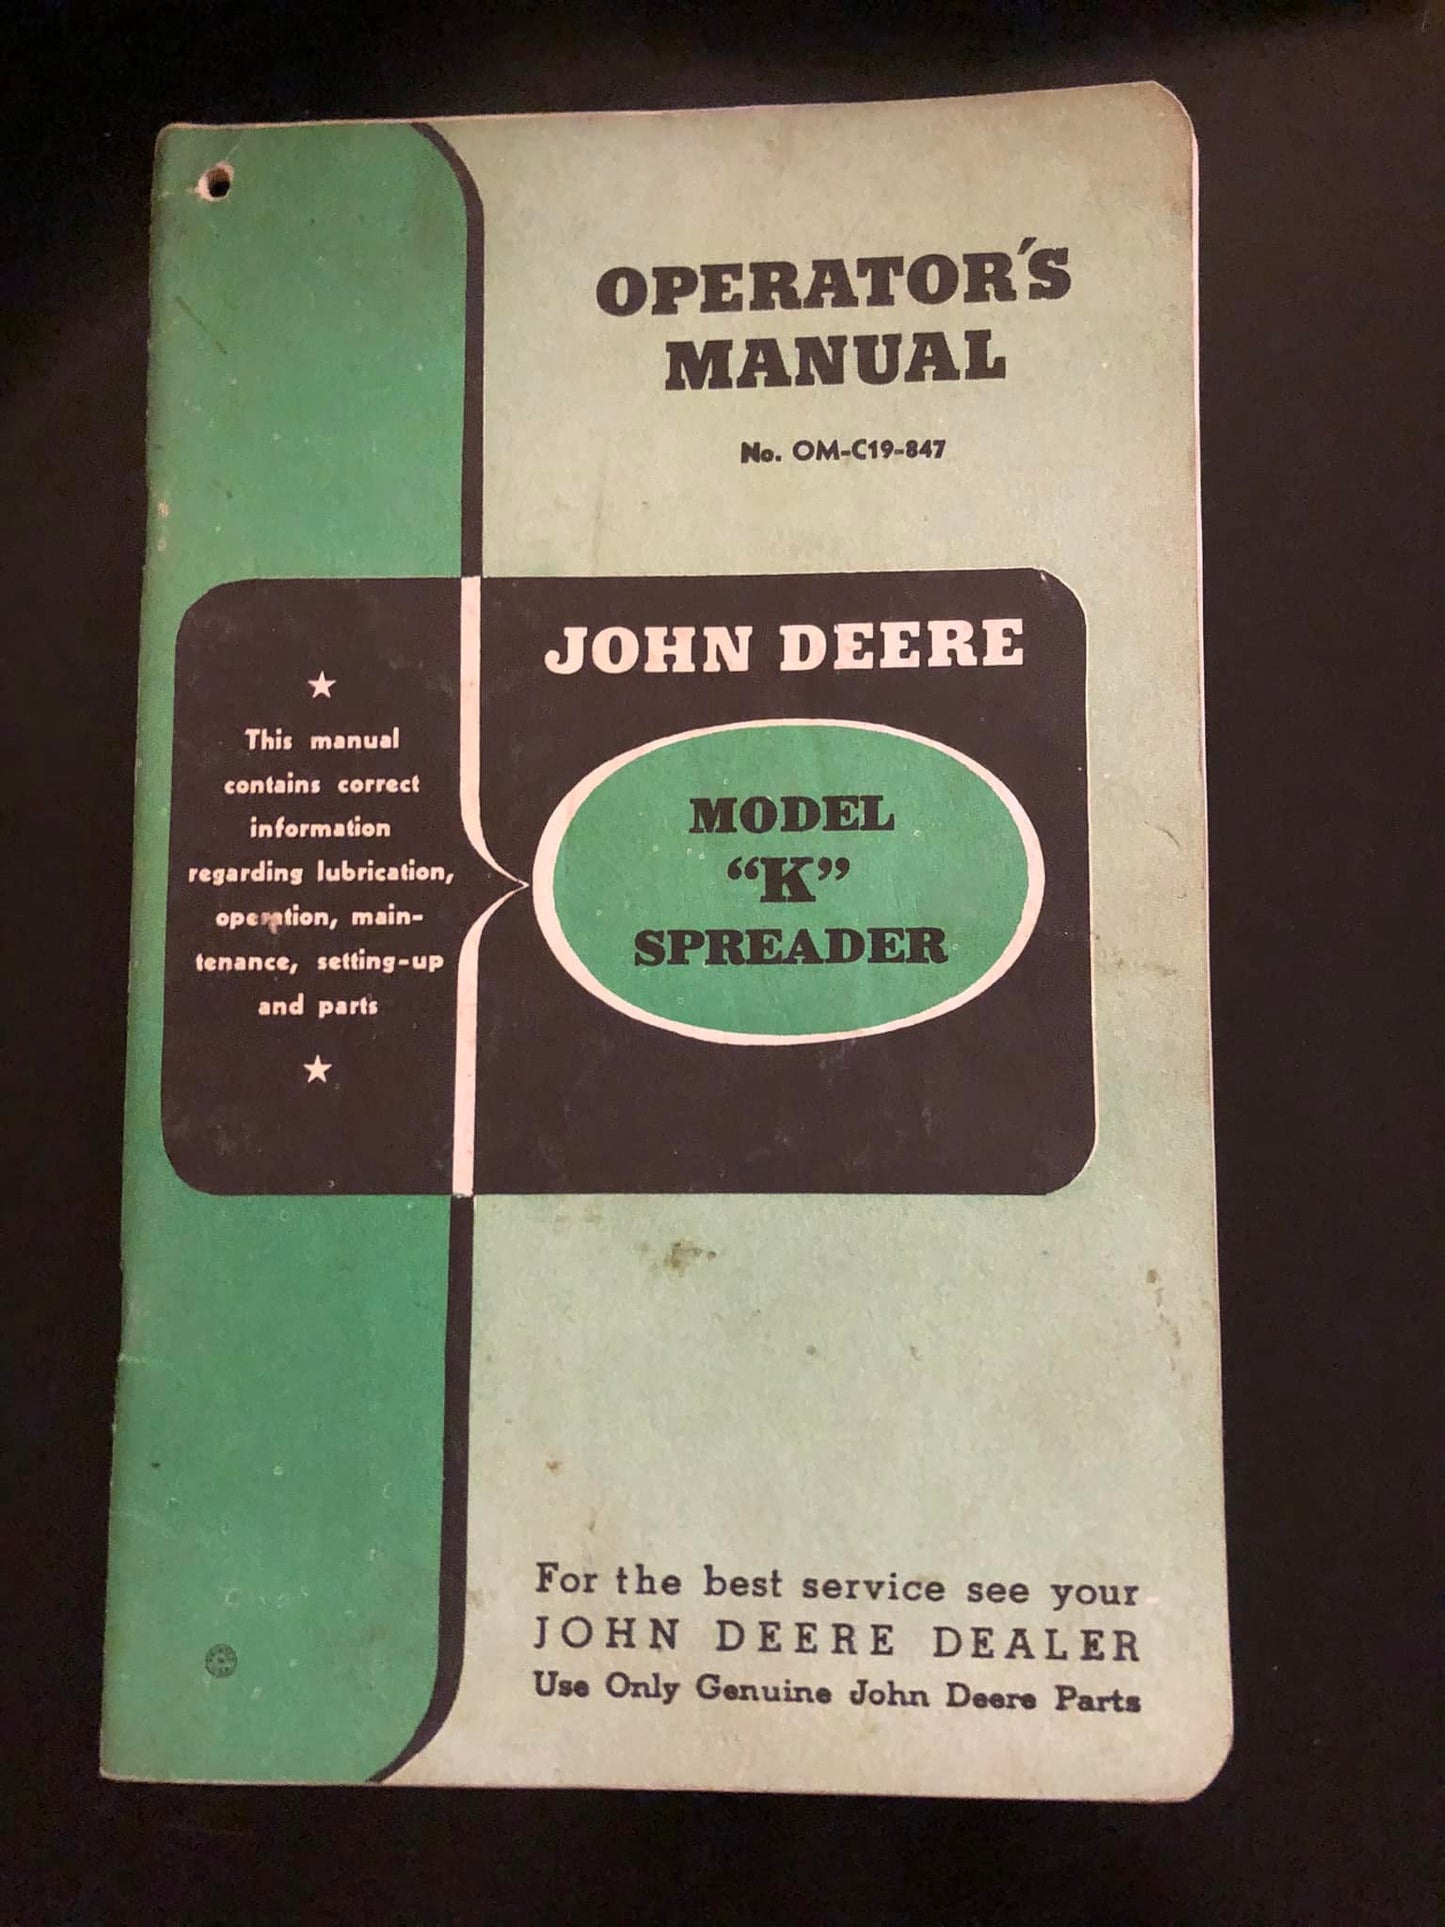 OPERATOR'S
MANUAL
No. OM-C19-847
JOHN DEERE
MODEL
“K”
SPREADER
★
This manual
contains correct
information
regarding lubrication,
operation, main-
tenance, setting-up
and parts
★
For the best service see your
JOHN DEERE DEALER
Use Only Genuine John Deere Parts